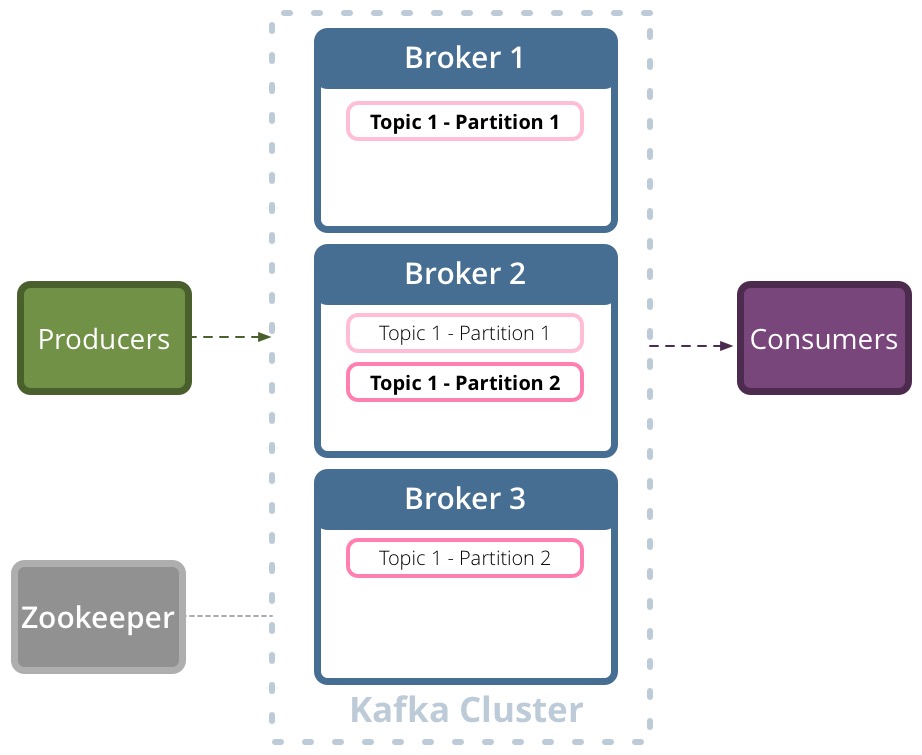 Broker 1
Topic 1 - Partition 1
Broker 2
Topic 1 - Partition 1
Topic 1 - Partition 2
Producers
Consumers
Broker 3
Topic 1 - Partition 2
Zookeeper
Kafka Cluster